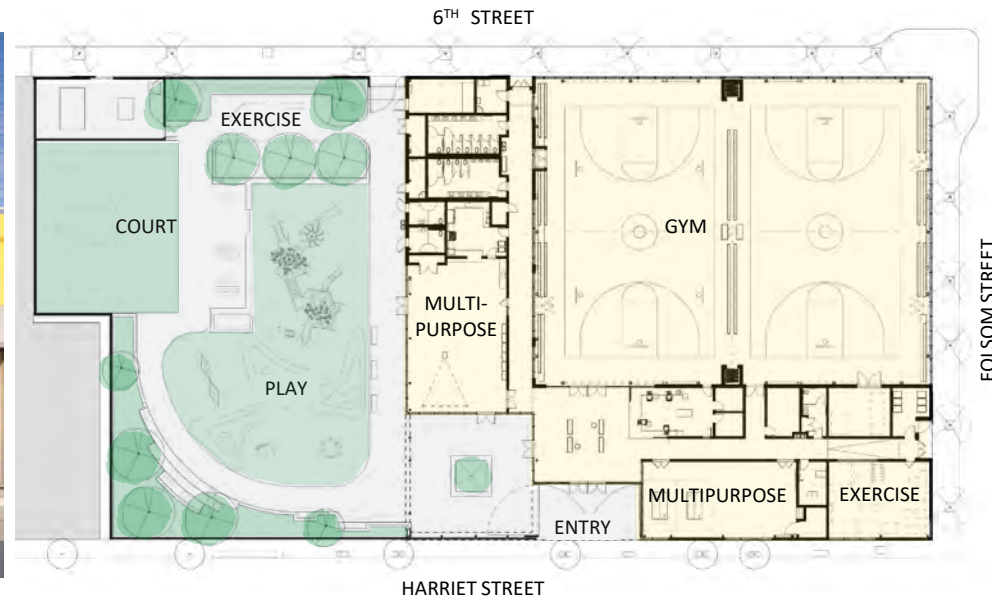 6TH STREET
EXERCISE
COURT
GYM
MULTI-
PURPOSE
FOLSOM STREET
PLAY
MULTIPURPOSE
EXERCISE
ENTRY
HARRIET STREET